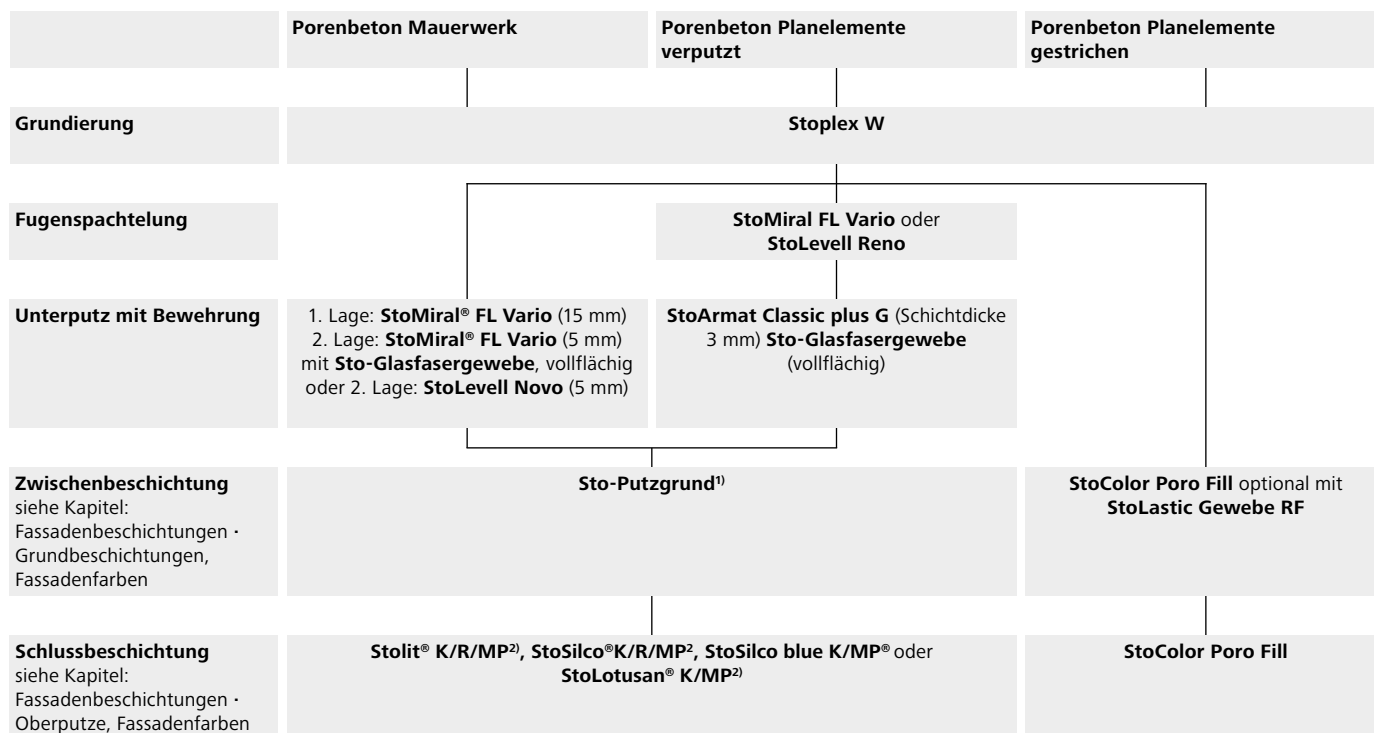 Porenbeton Mauerwerk
Porenbeton Planelemente
verputzt
Porenbeton Planelemente
gestrichen
Grundierung
Stoplex W
Fugenspachtelung
StoMiral FL Vario oder
StoLevell Reno
Unterputz mit Bewehrung
1. Lage: StoMiral® FL Vario (15 mm)
2. Lage: StoMiral® FL Vario (5 mm)
mit Sto-Glasfasergewebe, vollflächig
oder 2. Lage: StoLevell Novo (5 mm)
StoArmat Classic plus G (Schichtdicke
3 mm) Sto-Glasfasergewebe
(vollflächig)
Zwischenbeschichtung
siehe Kapitel:
Fassadenbeschichtungen ·
Grundbeschichtungen,
Fassadenfarben
Sto-Putzgrund¹⁾
StoColor Poro Fill optional mit
StoLastic Gewebe RF
Schlussbeschichtung
siehe Kapitel:
Fassadenbeschichtungen ·
Oberputze, Fassadenfarben
Stolit® K/R/MP²⁾, StoSilco®K/R/MP², StoSilco blue K/MP® oder
StoLotusan® K/MP²⁾
StoColor Poro Fill